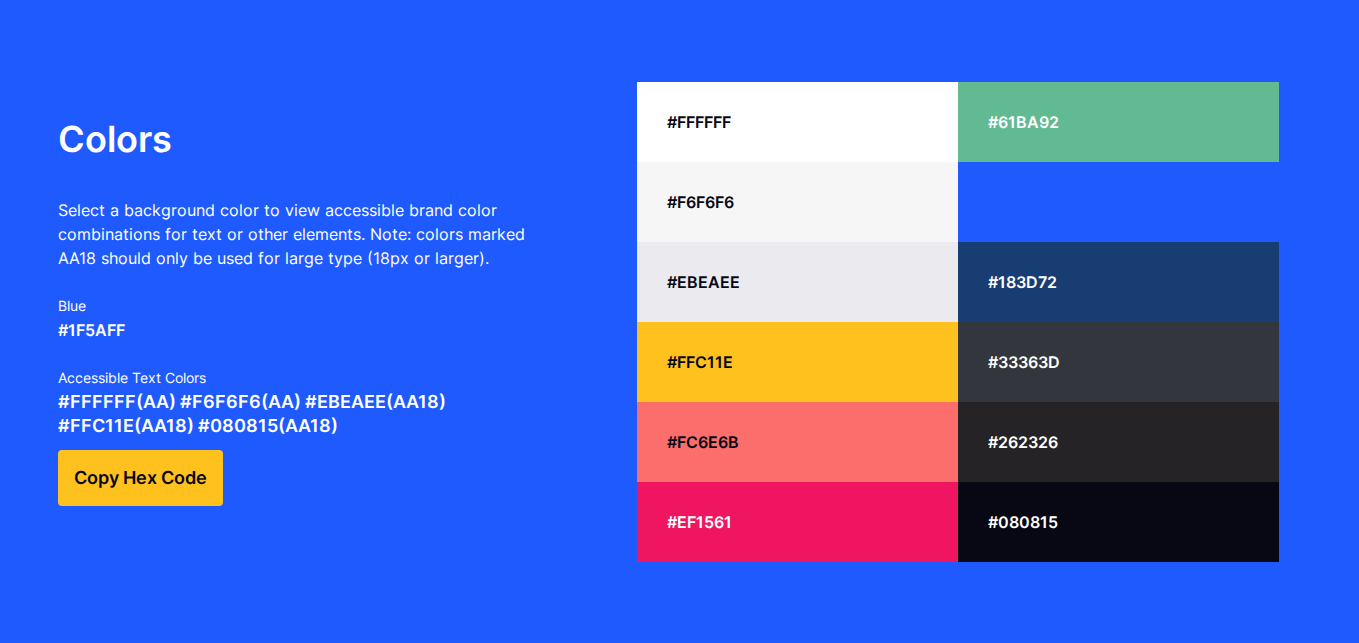 Colors
Select a background color to view accessible brand color
combinations for text or other elements. Note: colors marked
AA18 should only be used for large type (18px or larger).
Blue
#1F5AFF
Accessible Text Colors
#FFFFFF(AA) #F6F6F6(AA) #EBEAEE(AA18)
#FFC11E(AA18) #080815(AA18)
Copy Hex Code
#FFFFFF
#61BA92
#F6F6F6
#EBEAEE
#183D72
#FFC11E
#33363D
#FC6E6B
#262326
#EF1561
#080815